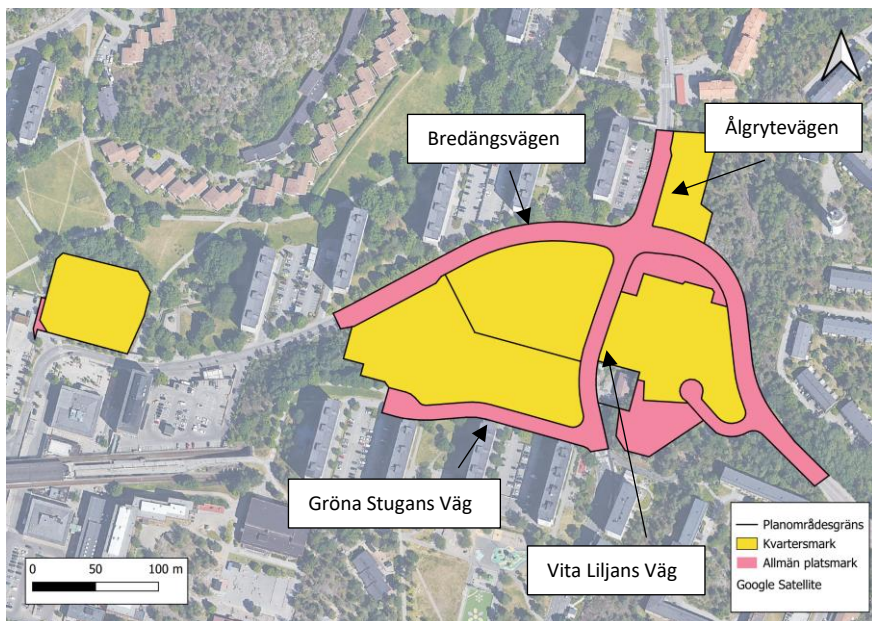 Bredängsvägen
Ålgrytevägen
Gröna Stugans Väg
Vita Liljans Väg
0 50 100 m
Planområdesgräns
Kvartersmark
Allmän platsmark
Google Satellite